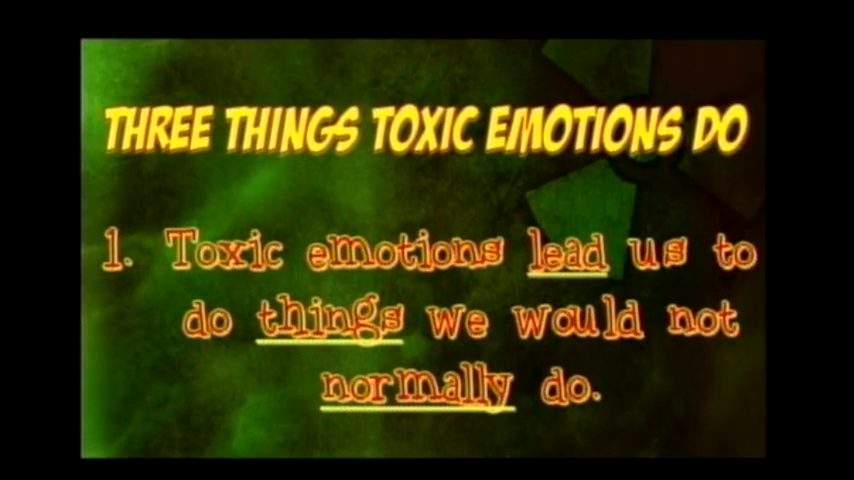 THREE THINGS TOXIC EMOTIONS DO
1. Toxic emotions lead us to
do things we would not
normally do.